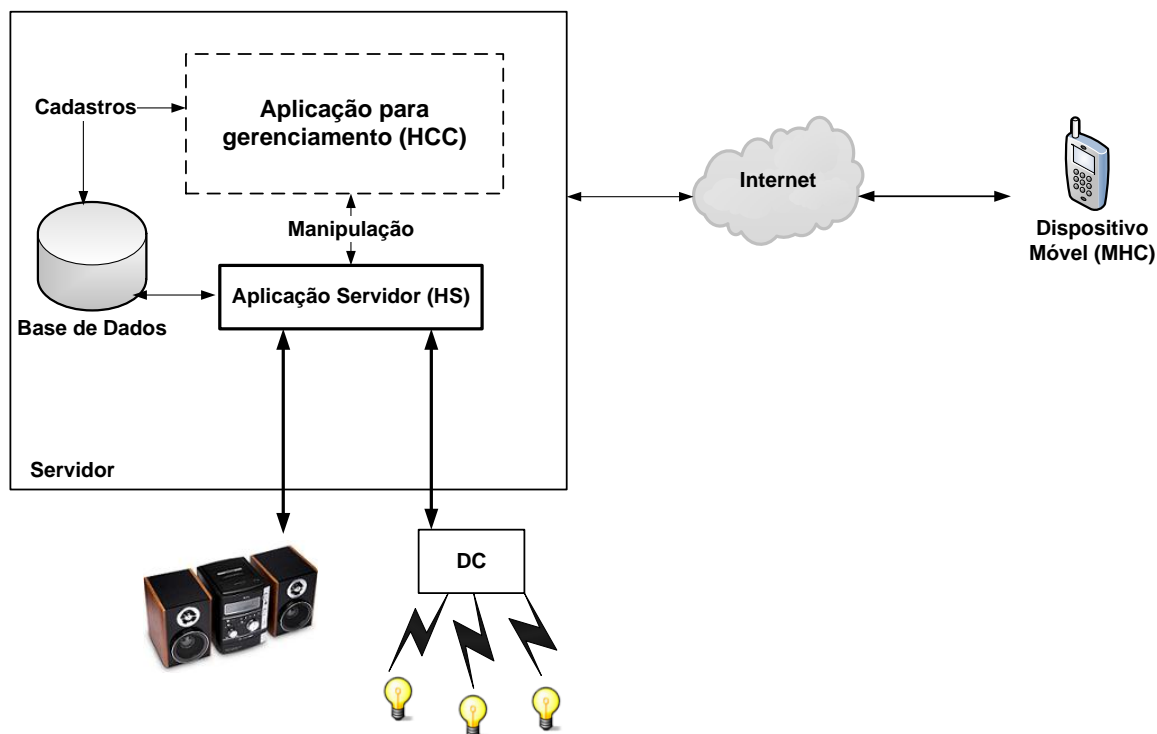 Cadastros
Aplicação para
gerenciamento (HCC)
Manipulação
Aplicação Servidor (HS)
Base de Dados
Servidor
Internet
Dispositivo
Móvel (MHC)
DC